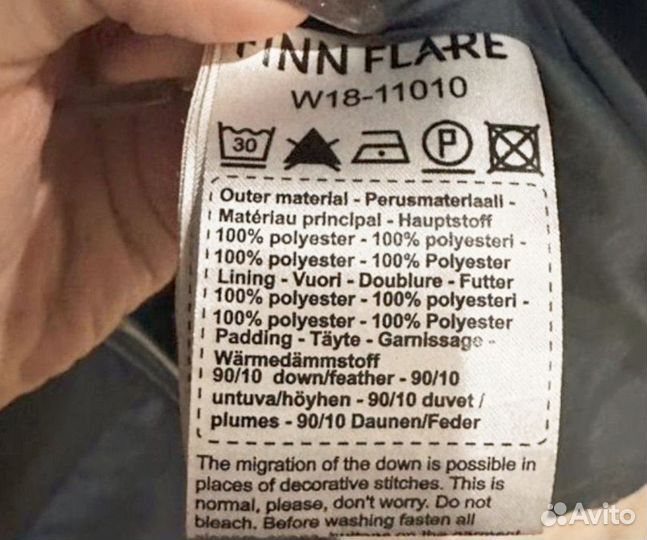 FINN FLARE
W18-11010
30
P
Outer material - Perusmateriaali -
Matériau principal - Hauptstoff
100% polyester - 100% polyesteri -
100% polyester - 100% Polyester
Lining - Vuori - Doublure - Futter
100% polyester - 100% polyesteri -
100% polyester - 100% Polyester
Padding - Täyte - Garnissage -
Wärmedämmstoff
90/10 down/feather - 90/10
untuva/höyhen - 90/10 duvet /
plumes - 90/10 Daunen/Feder
The migration of the down is possible in
places of decorative stitches. This is
normal, please, don't worry. Do not
bleach. Before washing fasten all
buttons on the garment
Avito